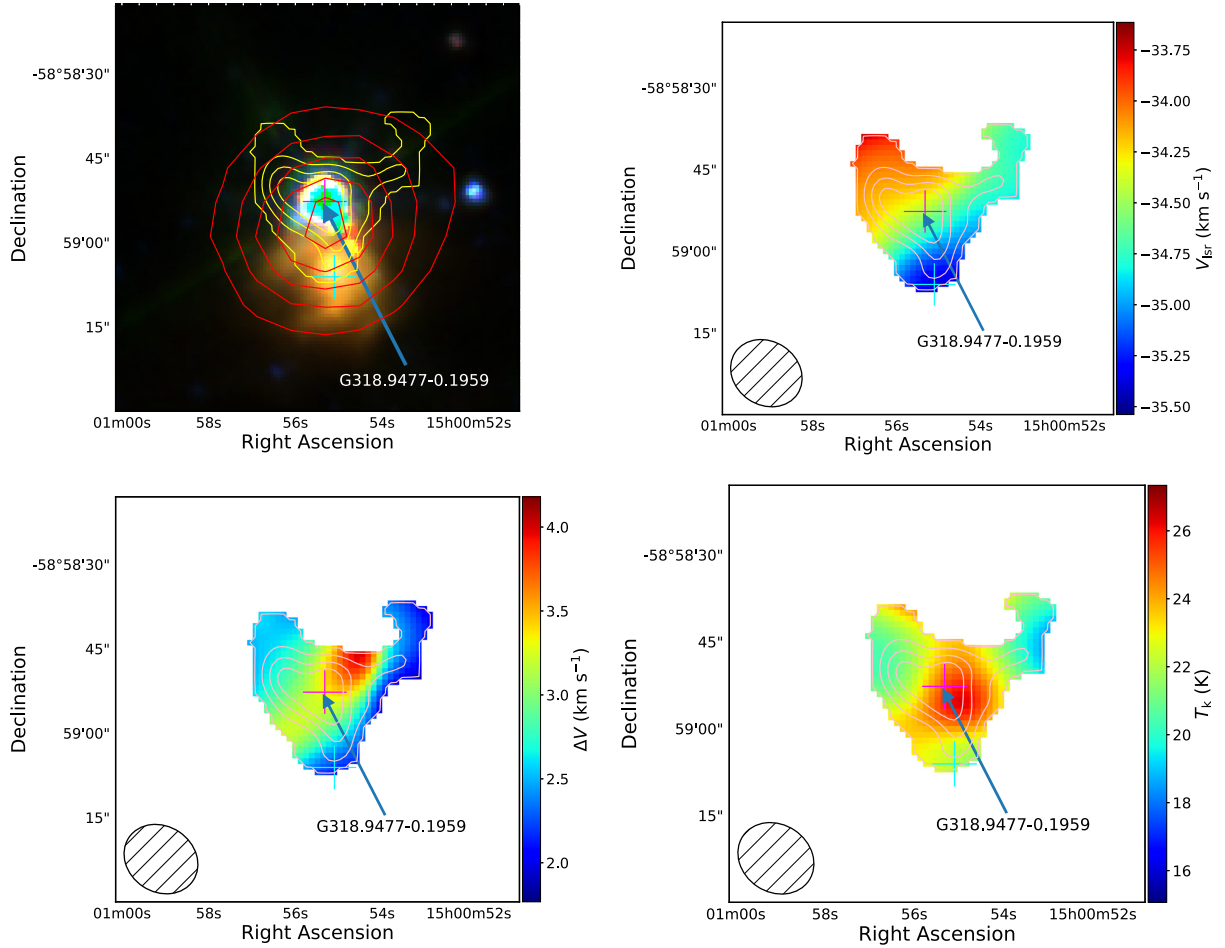 -58°58'30"
45"
59'00"
15"
Declination
01m00s 58s 56s 54s 15h00m52s
Right Ascension
G318.9477-0.1959
-58°58'30"
45"
59'00"
15"
Declination
01m00s 58s 56s 54s 15h00m52s
Right Ascension
G318.9477-0.1959
−33.75
−34.00
−34.25
−34.50
−34.75
−35.00
−35.25
−35.50
Vlsr (km s−1)
-58°58'30"
45"
59'00"
15"
Declination
01m00s 58s 56s 54s 15h00m52s
Right Ascension
G318.9477-0.1959
4.0
3.5
3.0
2.5
2.0
ΔV (km s−1)
-58°58'30"
45"
59'00"
15"
Declination
01m00s 58s 56s 54s 15h00m52s
Right Ascension
G318.9477-0.1959
26
24
22
20
18
16
Tk (K)